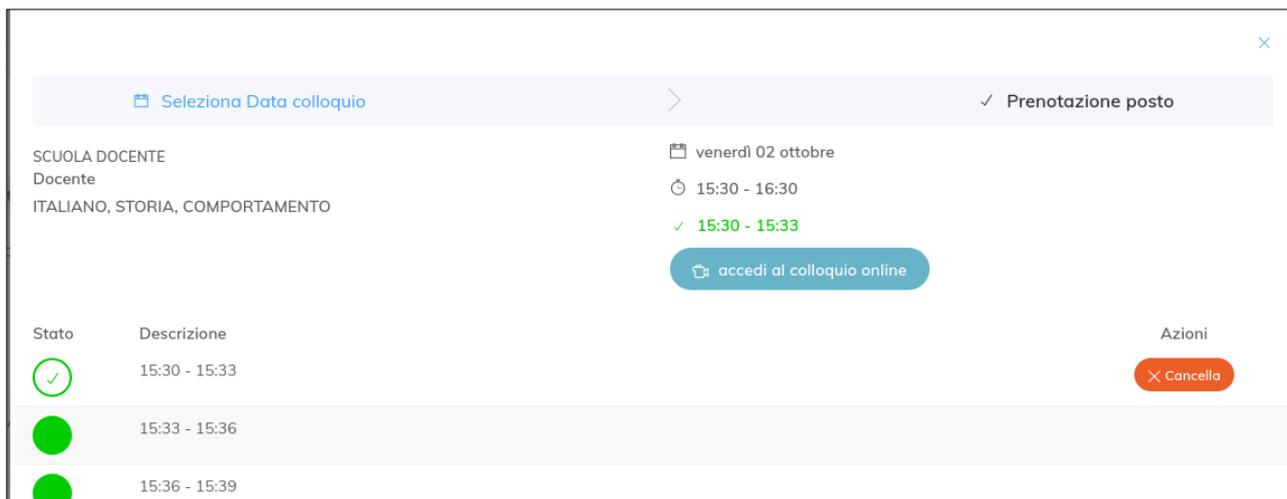 Seleziona Data colloquio
Prenotazione posto
SCUOLA DOCENTE
Docente
ITALIANO, STORIA, COMPORTAMENTO
venerdì 02 ottobre
15:30 - 16:30
15:30 - 15:33
accedi al colloquio online
Stato Descrizione Azioni
15:30 - 15:33 Cancella
15:33 - 15:36
15:36 - 15:39